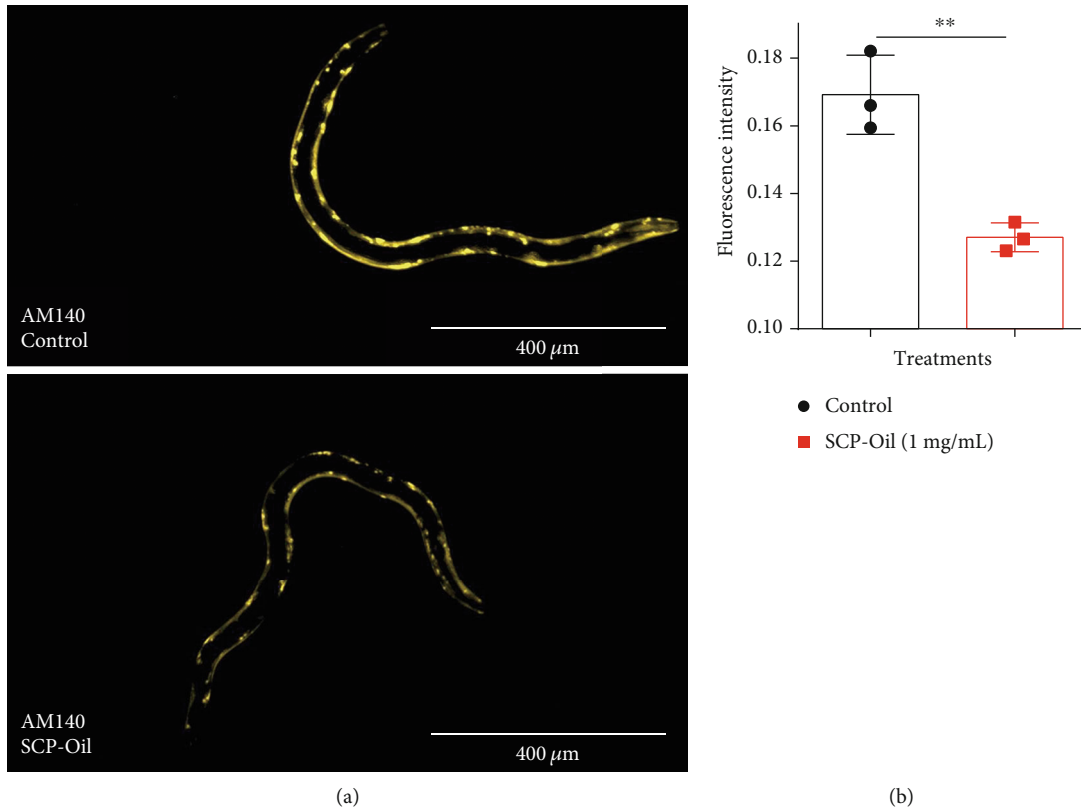 AM140
Control
400 μm
AM140
SCP-Oil
400 μm
(a)
**
Fluorescence intensity
0.18
0.16
0.14
0.12
0.10
Treatments
Control
SCP-Oil (1 mg/mL)
(b)